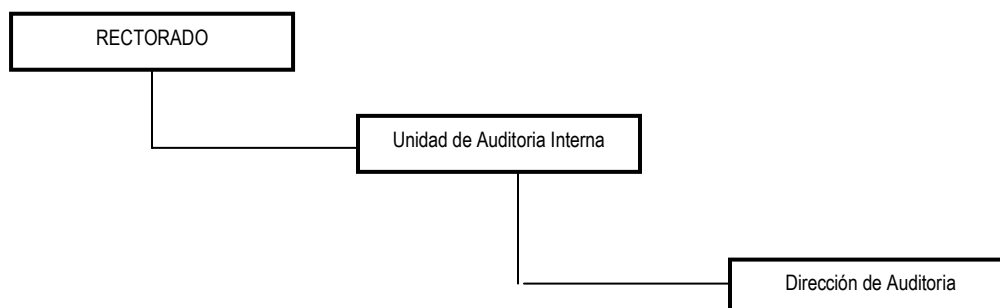 RECTORADO
Unidad de Auditoria Interna
Dirección de Auditoria